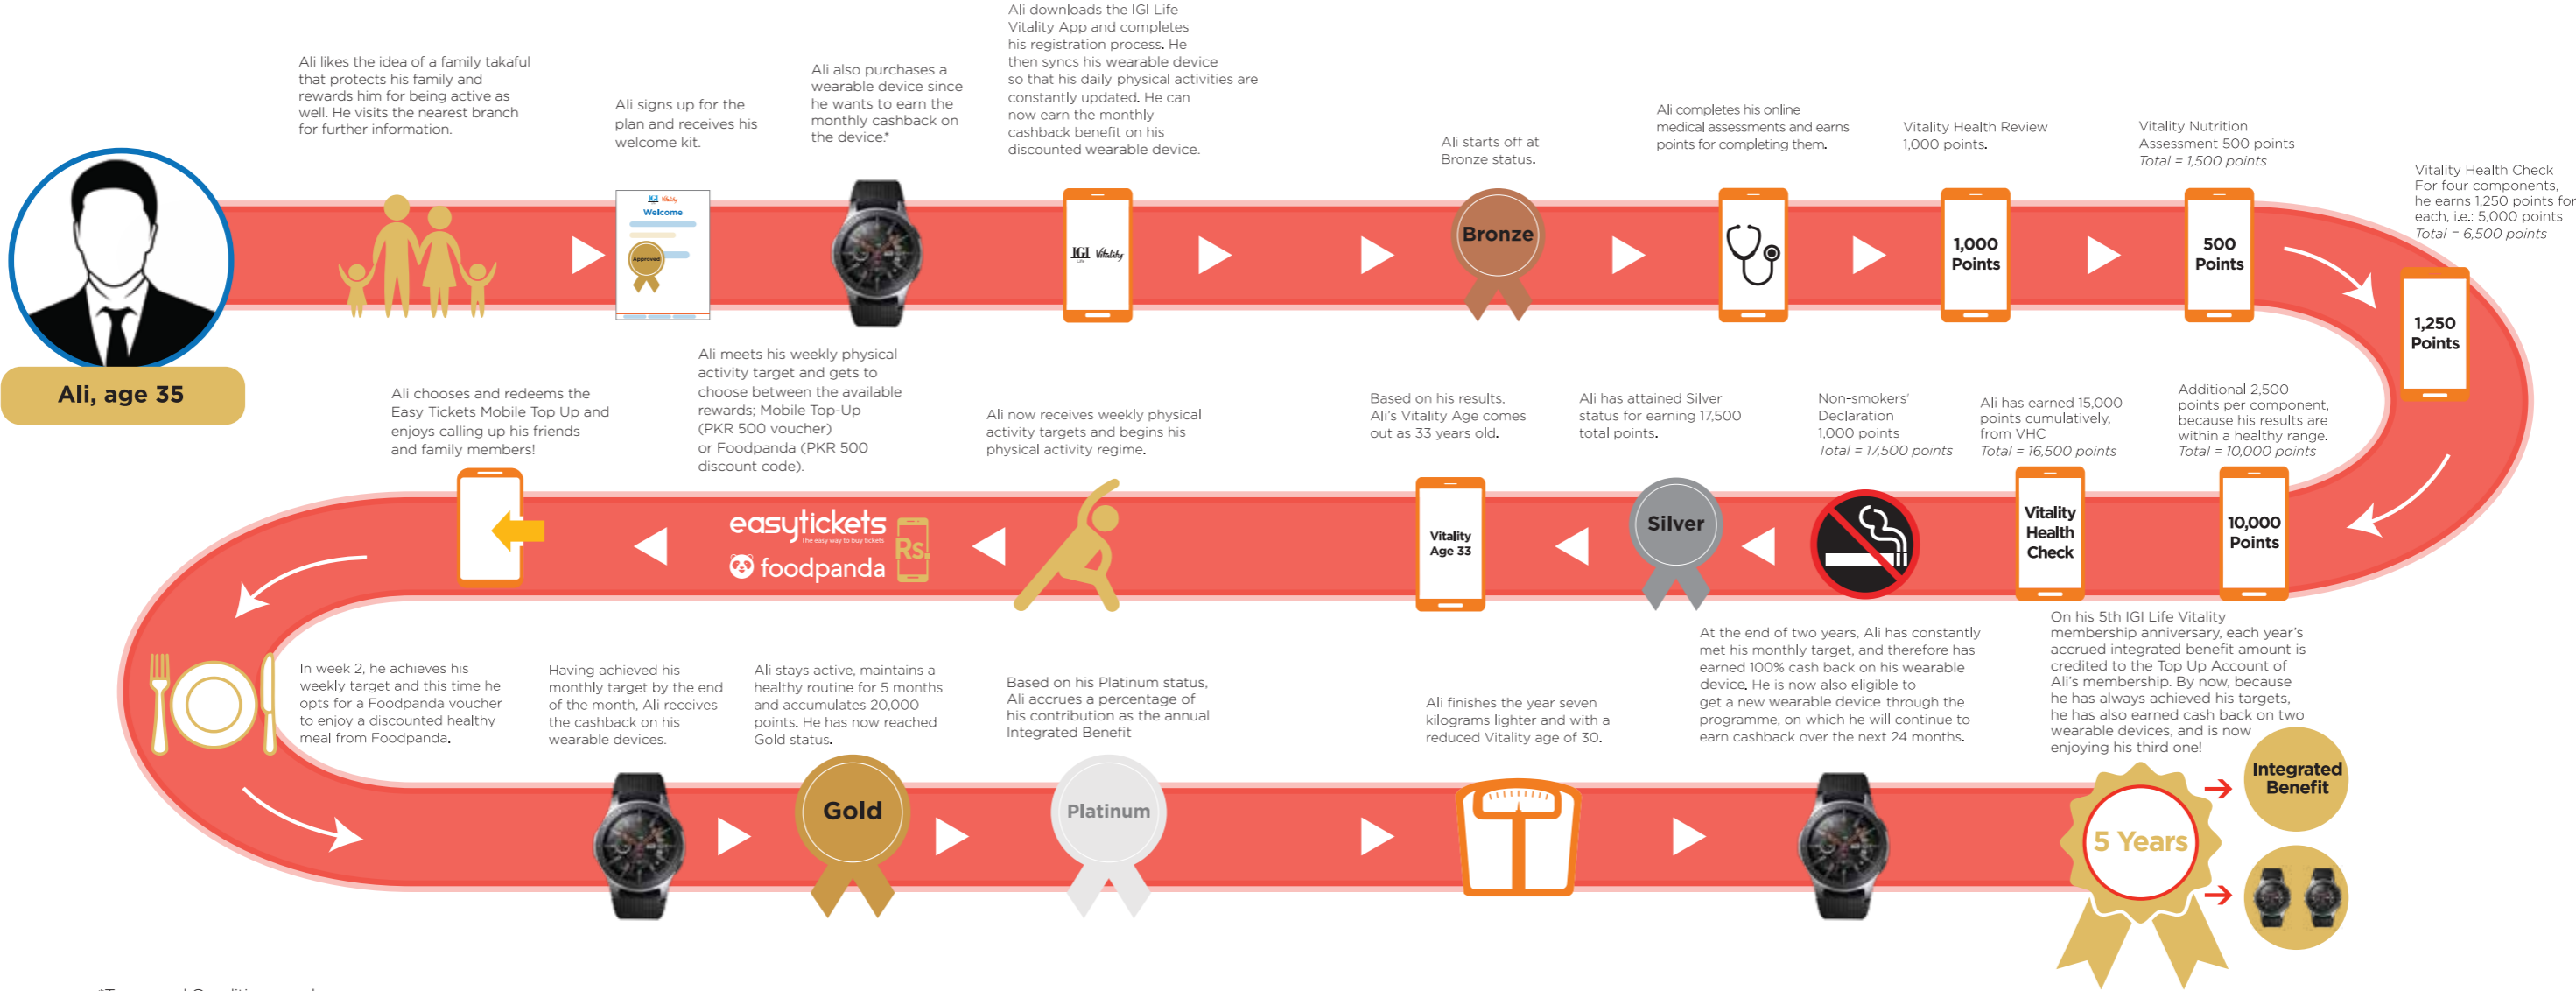 Ali, age 35
Ali likes the idea of a family takaful
that protects his family and
rewards him for being active as
well. He visits the nearest branch
for further information.
Ali signs up for the
plan and receives his
welcome kit.
IGI Vitality
Welcome
Approved
Ali also purchases a
wearable device since
he wants to earn the
monthly cashback on
the device.*
Ali downloads the IGI Life
Vitality App and completes
his registration process. He
then syncs his wearable device
so that his daily physical activities are
constantly updated. He can
now earn the monthly
cashback benefit on his
discounted wearable device.
IGI Vitality
Ali starts off at
Bronze status.
Bronze
Ali completes his online
medical assessments and earns
points for completing them.
Vitality Health Review
1,000 points.
1,000
Points
Vitality Nutrition
Assessment 500 points
Total = 1,500 points
500
Points
Vitality Health Check
For four components,
he earns 1,250 points for
each, i.e.: 5,000 points
Total = 6,500 points
1,250
Points
Additional 2,500
points per component,
because his results are
within a healthy range.
Total = 10,000 points
10,000
Points
Ali has earned 15,000
points cumulatively,
from VHC
Total = 16,500 points
Vitality
Health
Check
Non-smokers'
Declaration
1,000 points
Total = 17,500 points
Ali has attained Silver
status for earning 17,500
total points.
Silver
Based on his results,
Ali's Vitality Age comes
out as 33 years old.
Vitality
Age 33
Ali now receives weekly physical
activity targets and begins his
physical activity regime.
Ali meets his weekly physical
activity target and gets to
choose between the available
rewards; Mobile Top-Up
(PKR 500 voucher)
or Foodpanda (PKR 500
discount code).
easytickets
The easy way to buy tickets
Rs.
foodpanda
Ali chooses and redeems the
Easy Tickets Mobile Top Up and
enjoys calling up his friends
and family members!
In week 2, he achieves his
weekly target and this time he
opts for a Foodpanda voucher
to enjoy a discounted healthy
meal from Foodpanda.
Having achieved his
monthly target by the end
of the month, Ali receives
the cashback on his
wearable devices.
Ali stays active, maintains a
healthy routine for 5 months
and accumulates 20,000
points. He has now reached
Gold status.
Gold
Based on his Platinum status,
Ali accrues a percentage of
his contribution as the annual
Integrated Benefit
Platinum
Ali finishes the year seven
kilograms lighter and with a
reduced Vitality age of 30.
At the end of two years, Ali has constantly
met his monthly target, and therefore has
earned 100% cash back on his wearable
device. He is now also eligible to
get a new wearable device through the
programme, on which he will continue to
earn cashback over the next 24 months.
On his 5th IGI Life Vitality
membership anniversary, each year's
accrued integrated benefit amount is
credited to the Top Up Account of
Ali's membership. By now, because
he has always achieved his targets,
he has also earned cash back on two
wearable devices, and is now
enjoying his third one!
5 Years
Integrated
Benefit